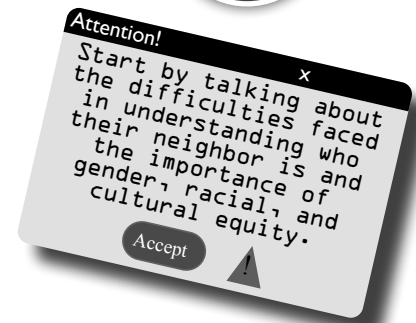 Attention!
x
Start by talking about
the difficulties faced
in understanding who
their neighbor is and
the importance of
gender, racial, and
cultural equity.
Accept
!